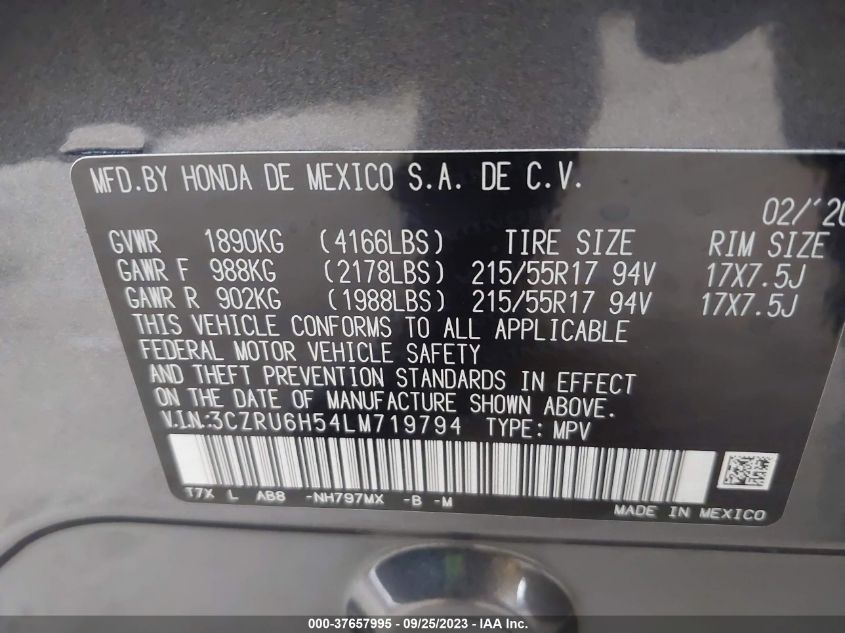 MFD.BY HONDA DE MEXICO S.A. DE C.V.
02/'20
GVWR 1890KG (4166LBS) TIRE SIZE RIM SIZE
GAWR F 988KG (2178LBS) 215/55R17 94V 17X7.5J
GAWR R 902KG (1988LBS) 215/55R17 94V 17X7.5J
THIS VEHICLE CONFORMS TO ALL APPLICABLE
FEDERAL MOTOR VEHICLE SAFETY
AND THEFT PREVENTION STANDARDS IN EFFECT
ON THE DATE OF MANUFACTURE SHOWN ABOVE.
V.I.N:3CZRU6H54LM719794 TYPE: MPV
T7X L AB8 -NH797MX -B -M
MADE IN MEXICO
000-37657995 - 09/25/2023 - IAA Inc.